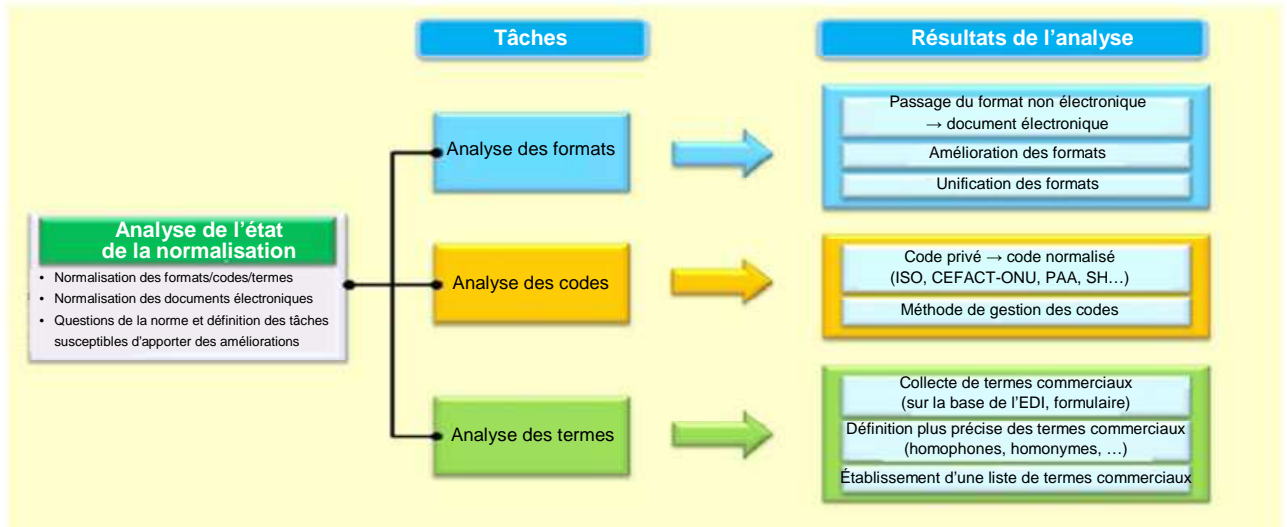 Tâches
Résultats de l'analyse
Analyse de l'état
de la normalisation
• Normalisation des formats/codes/termes
• Normalisation des documents électroniques
• Questions de la norme et définition des tâches
susceptibles d'apporter des améliorations
Analyse des formats
Passage du format non électronique
→ document électronique
Amélioration des formats
Unification des formats
Analyse des codes
Code privé → code normalisé
(ISO, CEFACT-ONU, PAA, SH…)
Méthode de gestion des codes
Analyse des termes
Collecte de termes commerciaux
(sur la base de l'EDI, formulaire)
Définition plus précise des termes commerciaux
(homophones, homonymes, …)
Établissement d'une liste de termes commerciaux